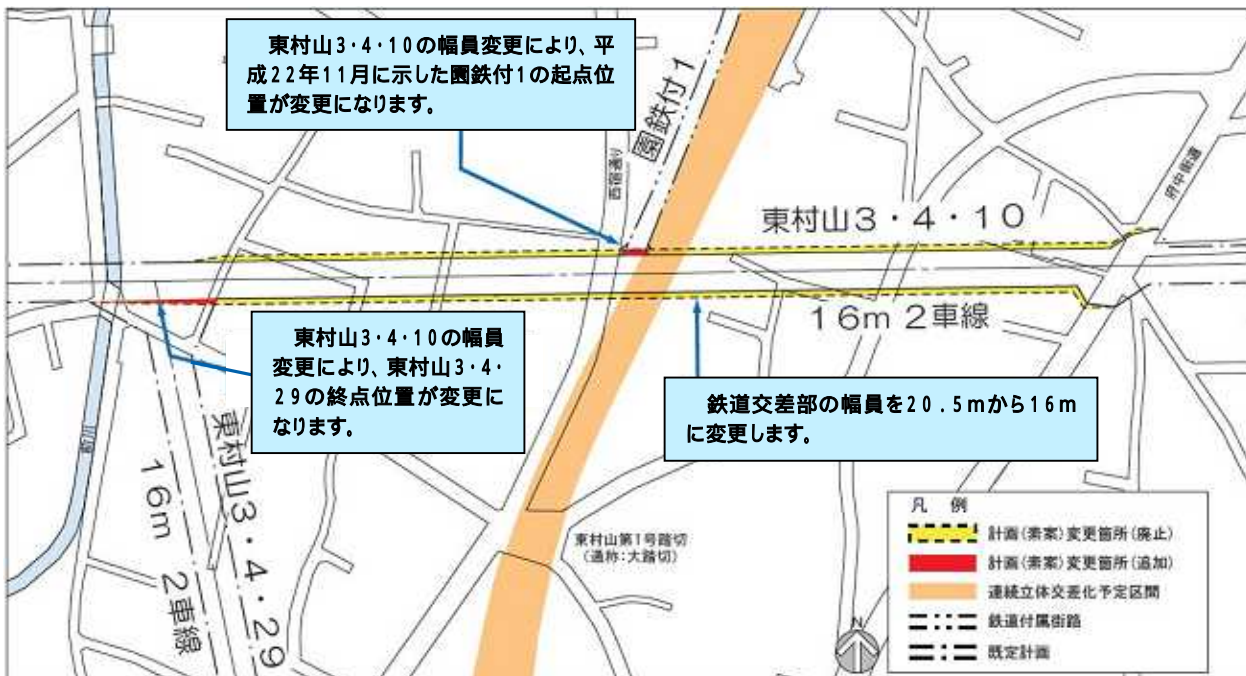 東村山3・4・10の幅員変更により、平
成22年11月に示した園鉄付1の起点位
置が変更になります。
園鉄付1
西宿通り
府中街道
東村山3・4・10
16m 2車線
東村山3・4・10の幅員
変更により、東村山3・4・
29の終点位置が変更に
なります。
鉄道交差部の幅員を20.5mから16m
に変更します。
前川
東村山3・4・29
16m 2車線
東村山第1号踏切
(通称:大踏切)
N
凡 例
計画(素案)変更箇所(廃止)
計画(素案)変更箇所(追加)
連続立体交差化予定区間
鉄道付属街路
既定計画